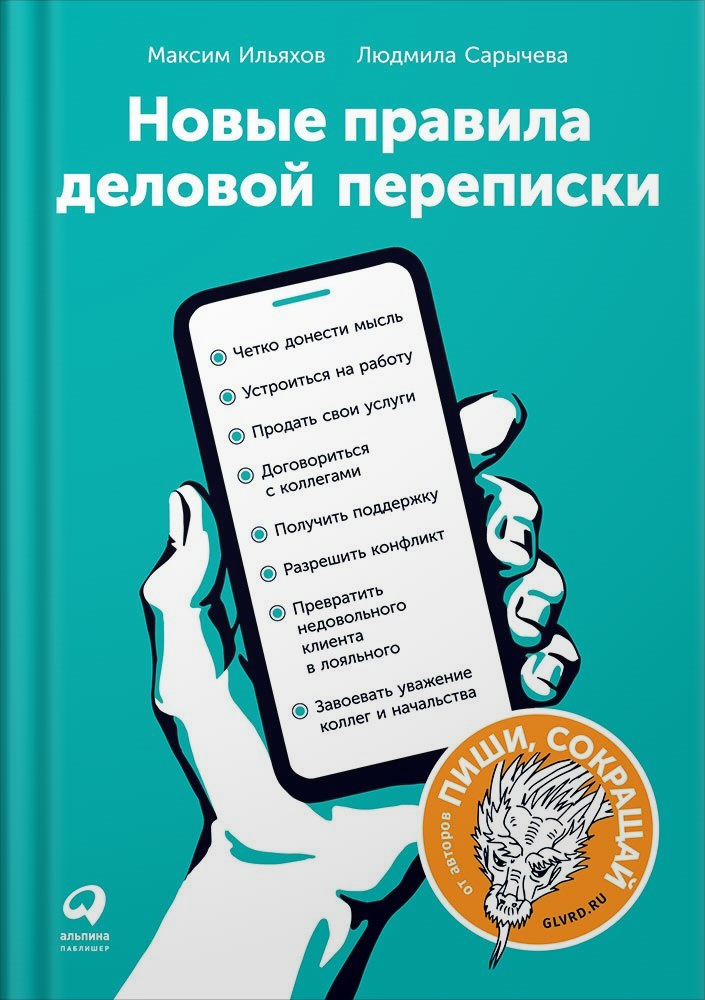 Максим Ильяхов Людмила Сарычева
Новые правила
деловой переписки
Четко донести мысль
Устроиться на работу
Продать свои услуги
Договориться
с коллегами
Получить поддержку
Разрешить конфликт
Превратить
недовольного
клиента
в лояльного
Завоевать уважение
коллег и начальства
от авторов
ПИШИ, СОКРАЩАЙ
GLVRD.RU
альпина
ПАБЛИШЕР